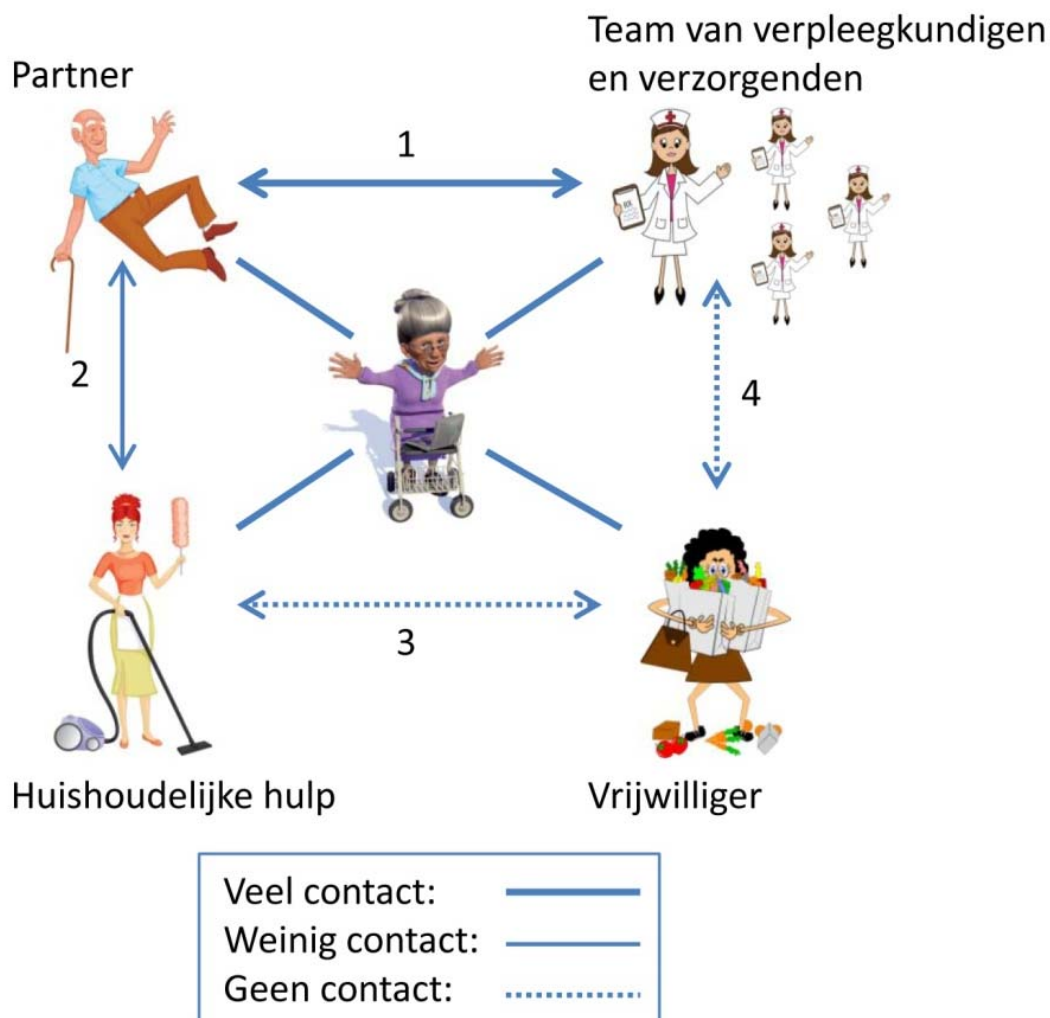 Team van verpleegkundigen
en verzorgenden
Partner
1
2
4
3
Huishoudelijke hulp
Vrijwilliger
Veel contact:
Weinig contact:
Geen contact: